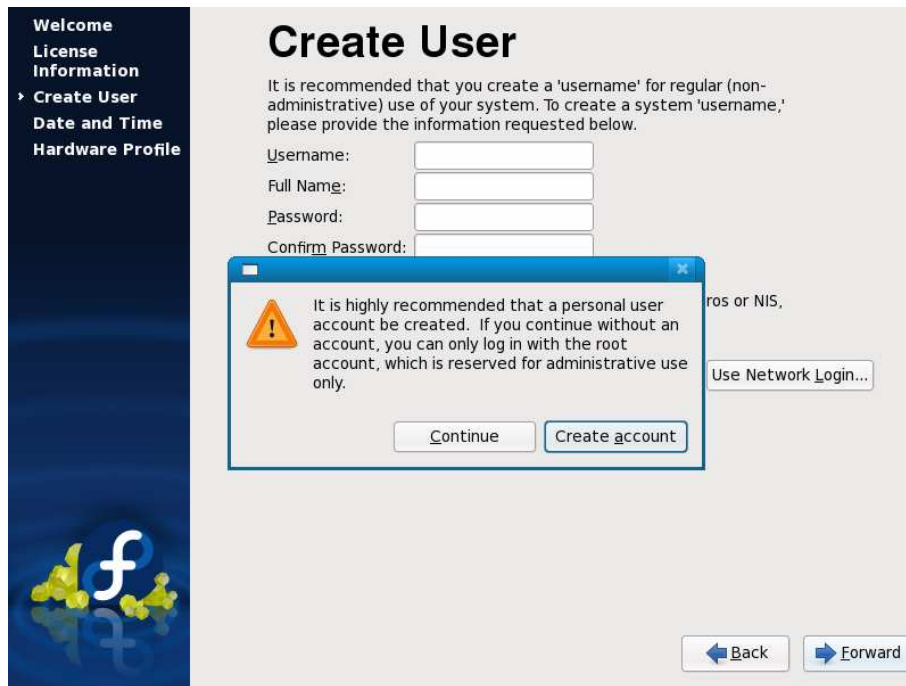 Welcome
License
Information
Create User
Date and Time
Hardware Profile
Create User
It is recommended that you create a 'username' for regular (non-
administrative) use of your system. To create a system 'username,'
please provide the information requested below.
Username:
Full Name:
Password:
Confirm Password:
ros or NIS,
Use Network Login...
It is highly recommended that a personal user
account be created. If you continue without an
account, you can only log in with the root
account, which is reserved for administrative use
only.
Continue
Create account
Back
Forward